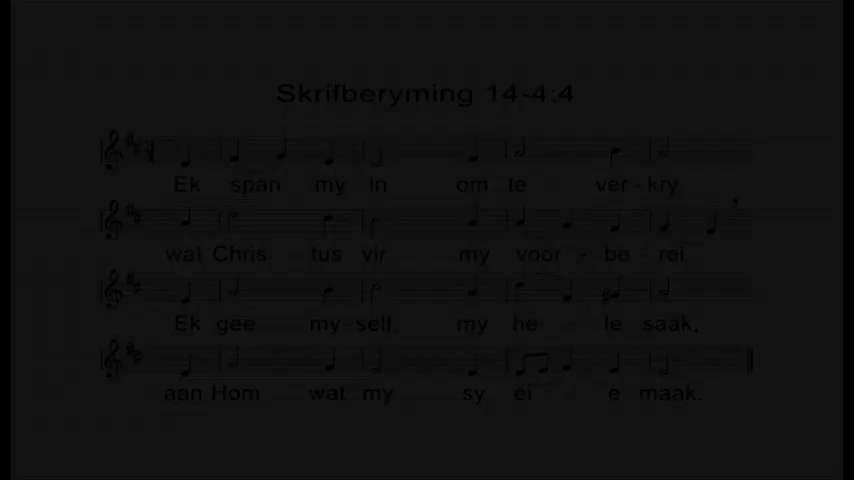 Skrifberyming 14-4:4
Ek span my in om te ver - kry
wat Chris - tus vir my voor - be - rei
Ek gee my-self, my he - le saak,
aan Hom wat my sy ei - e maak.